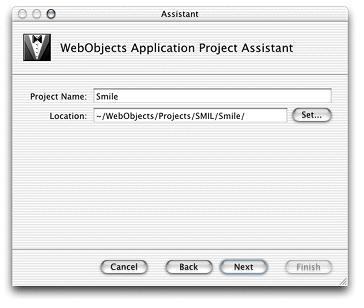 Assistant
WebObjects Application Project Assistant
Project Name: Smile
Location: ~/WebObjects/Projects/SMIL/Smile/ Set...
Cancel Back Next Finish